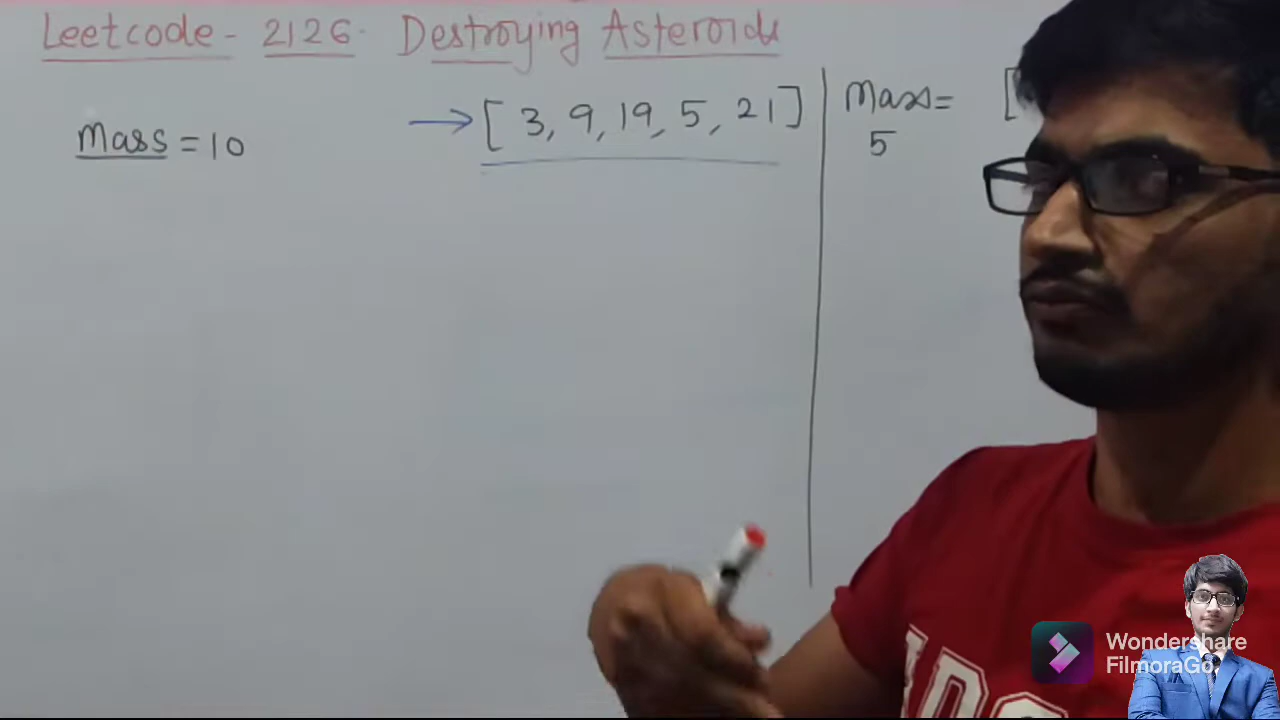 Leetcode - 2126. Destroying Asteroids
Mass = 10
→ [ 3, 9, 19, 5, 21 ]
Mass =
5
[
Wondershare
FilmoraGo